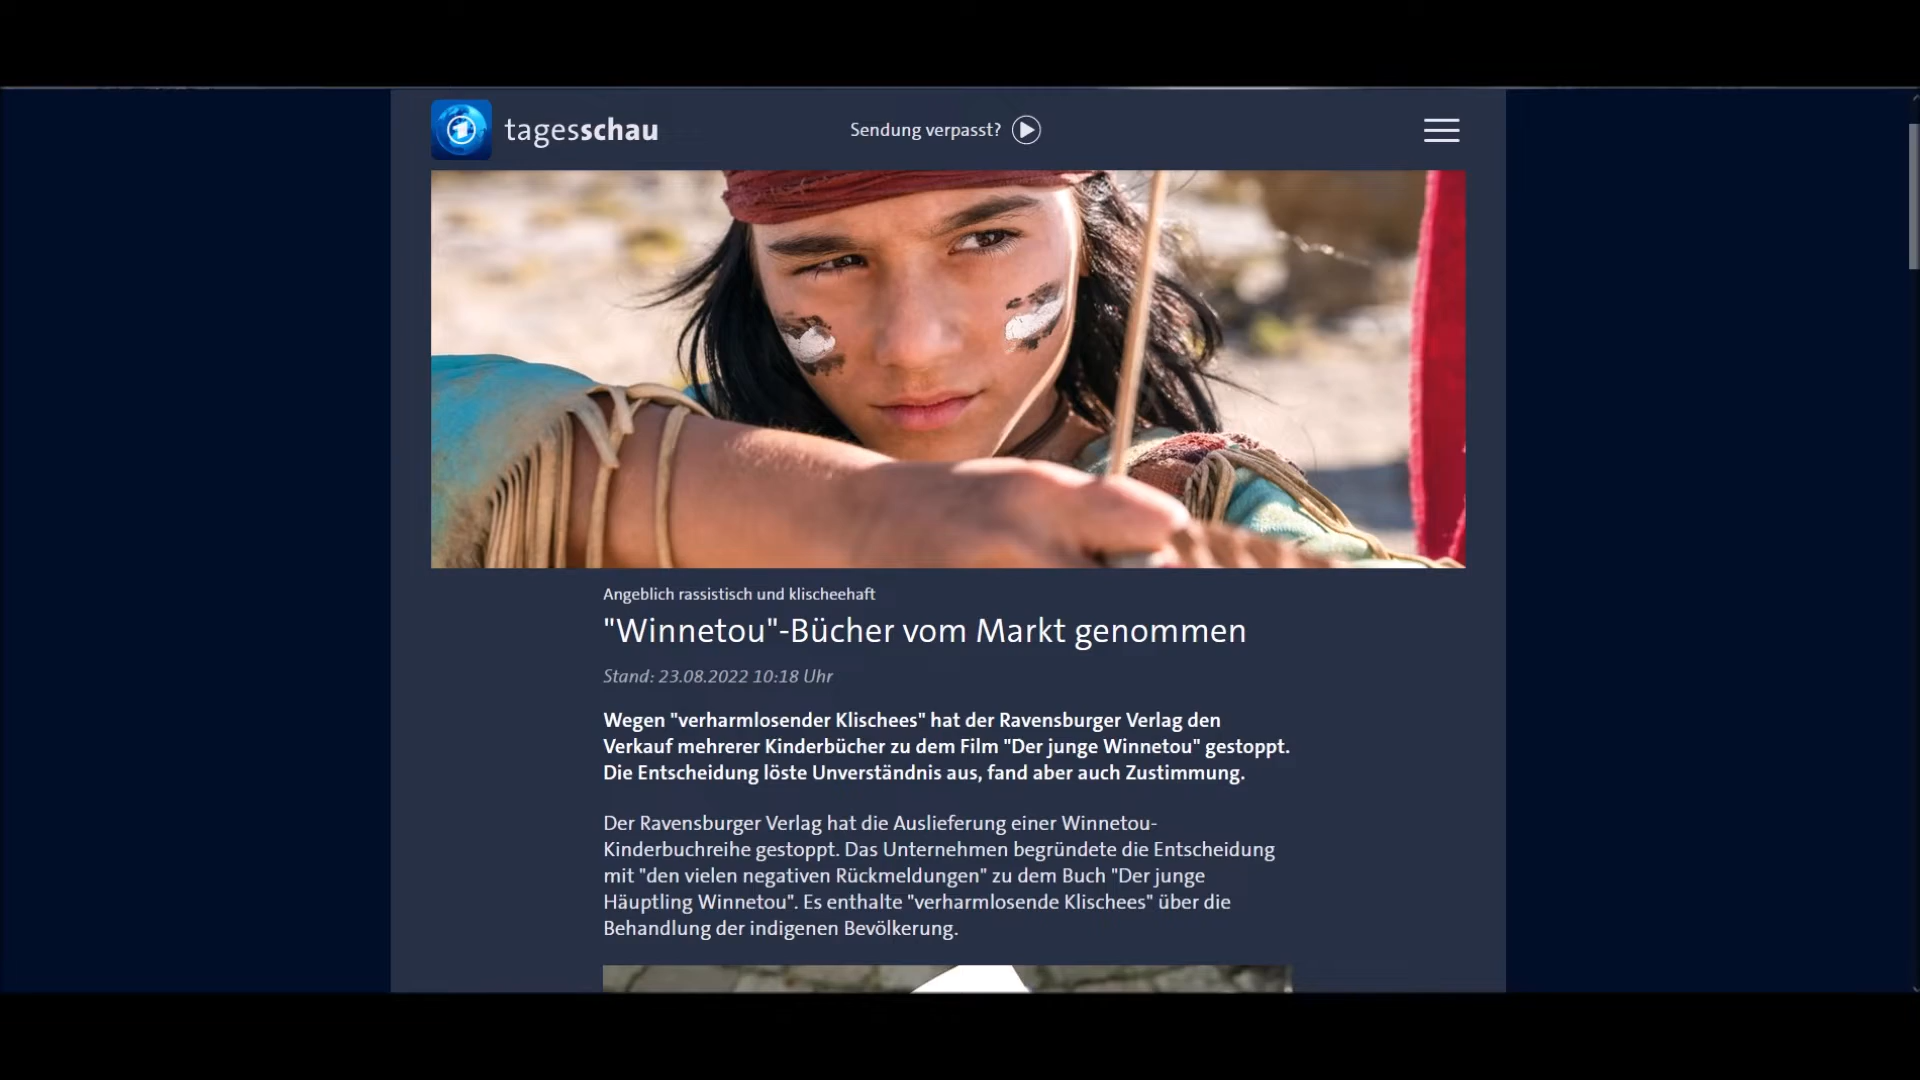 tagesschau
Sendung verpasst?
Angeblich rassistisch und klischeehaft
"Winnetou"-Bücher vom Markt genommen
Stand: 23.08.2022 10:18 Uhr
Wegen "verharmlosender Klischees" hat der Ravensburger Verlag den
Verkauf mehrerer Kinderbücher zu dem Film "Der junge Winnetou" gestoppt.
Die Entscheidung löste Unverständnis aus, fand aber auch Zustimmung.
Der Ravensburger Verlag hat die Auslieferung einer Winnetou-
Kinderbuchreihe gestoppt. Das Unternehmen begründete die Entscheidung
mit "den vielen negativen Rückmeldungen" zu dem Buch "Der junge
Häuptling Winnetou". Es enthalte "verharmlosende Klischees" über die
Behandlung der indigenen Bevölkerung.